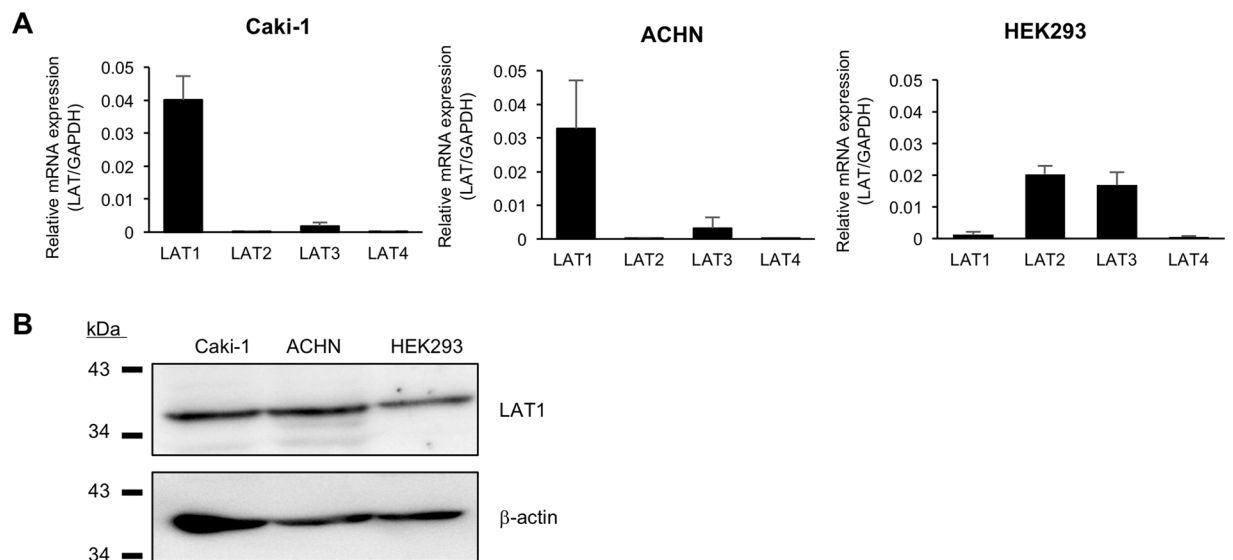 A
Caki-1
Relative mRNA expression
(LAT/GAPDH)
0.05
0.04
0.03
0.02
0.01
0
LAT1 LAT2 LAT3 LAT4
ACHN
Relative mRNA expression
(LAT/GAPDH)
0.05
0.04
0.03
0.02
0.01
0
LAT1 LAT2 LAT3 LAT4
HEK293
Relative mRNA expression
(LAT/GAPDH)
0.05
0.04
0.03
0.02
0.01
0
LAT1 LAT2 LAT3 LAT4
B
kDa
Caki-1 ACHN HEK293
43
LAT1
34
43
β-actin
34